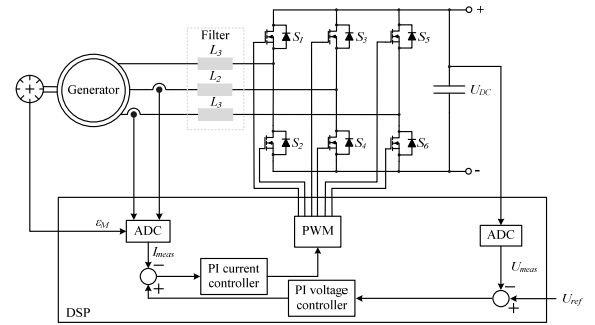 Filter
L3
L2
L3
Generator
S1
S3
S5
S2
S4
S6
+
UDC
-
εM
ADC
Imeas
PWM
ADC
Umeas
−
+
PI current
controller
PI voltage
controller
−
+
Uref
DSP